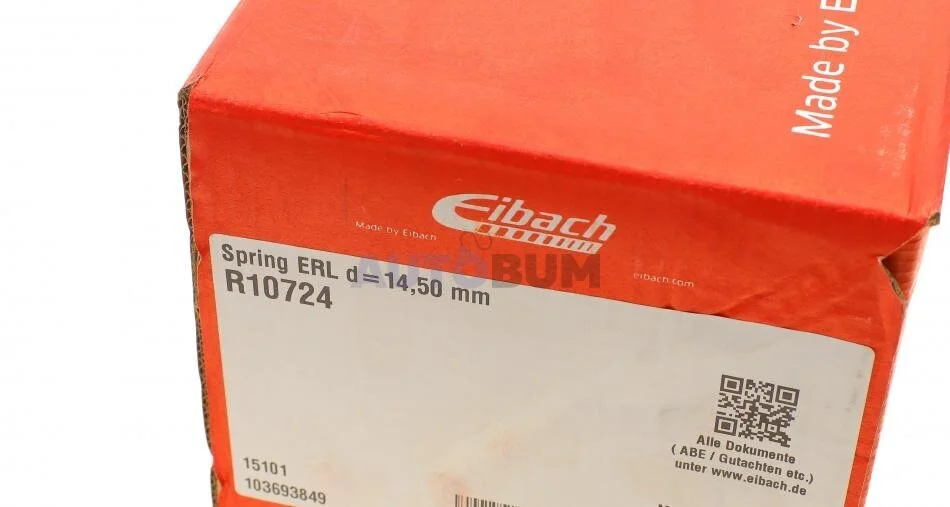 Made by E
Eibach
Made by Eibach
eibach.com
AUTOBUM
Spring ERL d=14,50 mm
R10724
Alle Dokumente
( ABE / Gutachten etc.)
unter www.eibach.de
15101
103693849